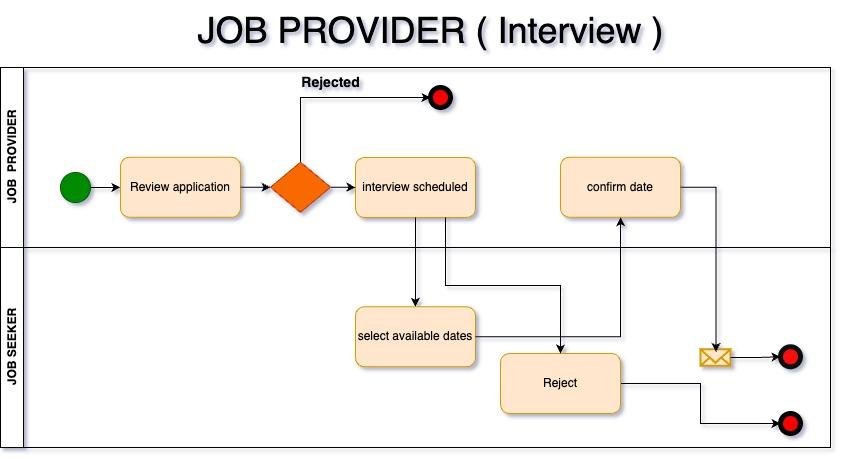 JOB PROVIDER ( Interview )
Rejected
JOB PROVIDER
Review application
interview scheduled
confirm date
JOB SEEKER
select available dates
Reject